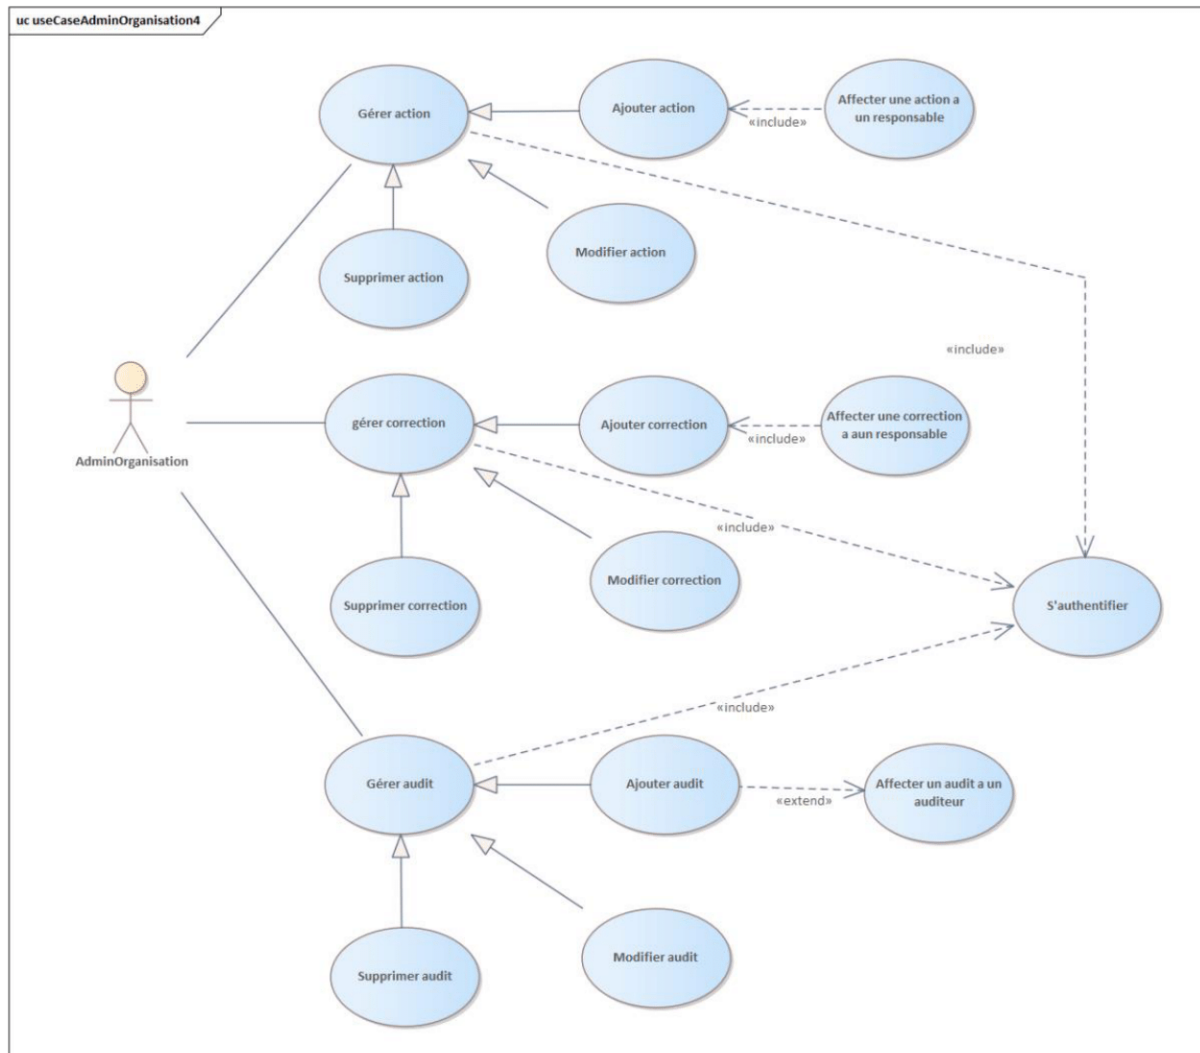 uc useCaseAdminOrganisation4
Gérer action
Ajouter action
Affecter une action a
un responsable
«include»
Modifier action
Supprimer action
«include»
AdminOrganisation
gérer correction
Ajouter correction
Affecter une correction
a aun responsable
«include»
«include»
Modifier correction
Supprimer correction
S'authentifier
«include»
Gérer audit
Ajouter audit
Affecter un audit a un
auditeur
«extend»
Modifier audit
Supprimer audit